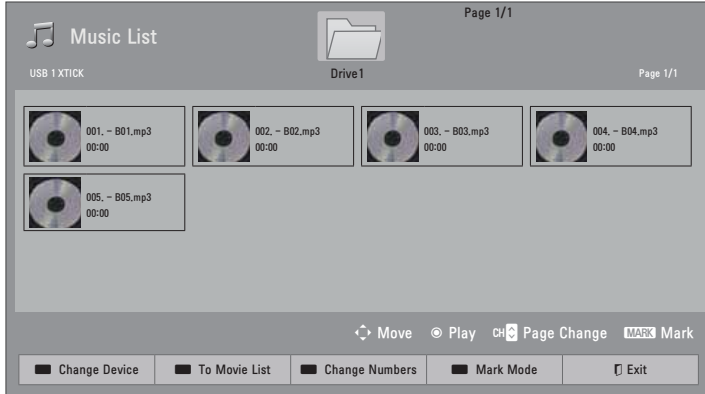 Page 1/1
Music List
USB 1 XTICK
Drive1
Page 1/1
001. - B01.mp3
00:00
002. - B02.mp3
00:00
003. - B03.mp3
00:00
004. - B04.mp3
00:00
005. - B05.mp3
00:00
Move Play CH Page Change MARK Mark
Change Device To Movie List Change Numbers Mark Mode Exit